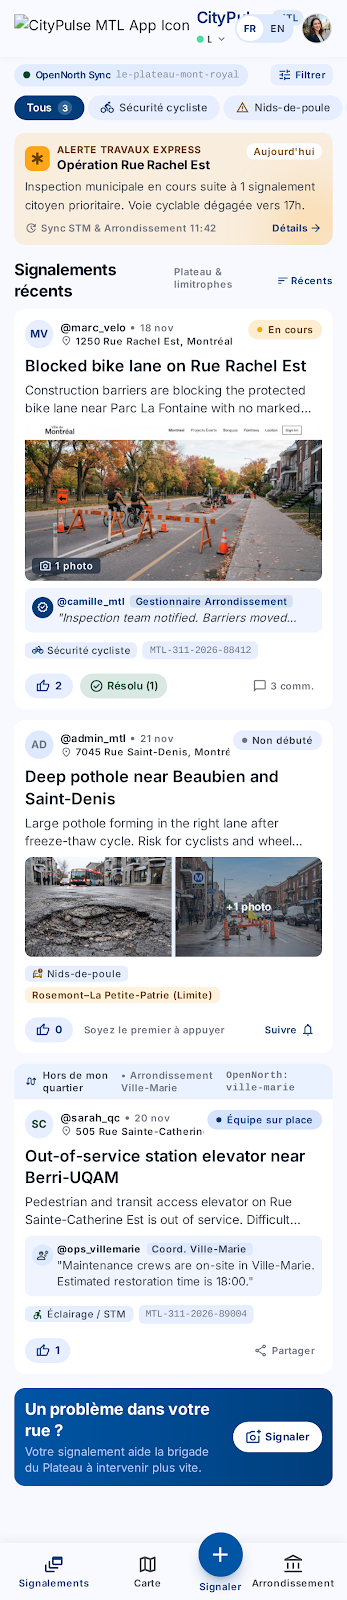 CityPulse MTL App Icon
CityPul
MTL
L
FR
EN
OpenNorth Sync le-plateau-mont-royal
Filtrer
Tous 3
Sécurité cycliste
Nids-de-poule
ALERTE TRAVAUX EXPRESS
Aujourd'hui
Opération Rue Rachel Est
Inspection municipale en cours suite à 1 signalement
citoyen prioritaire. Voie cyclable dégagée vers 17h.
Sync STM & Arrondissement 11:42
Détails →
Signalements
récents
Plateau &
limitrophes
Récents
MV
@marc_velo • 18 nov
1250 Rue Rachel Est, Montréal
En cours
Blocked bike lane on Rue Rachel Est
Construction barriers are blocking the protected
bike lane near Parc La Fontaine with no marked...
Montréal
1 photo
@camille_mtl Gestionnaire Arrondissement
"Inspection team notified. Barriers moved...
Sécurité cycliste
MTL-311-2026-88412
2
Résolu (1)
3 comm.
AD
@admin_mtl • 21 nov
7045 Rue Saint-Denis, Montré
Non débuté
Deep pothole near Beaubien and
Saint-Denis
Large pothole forming in the right lane after
freeze-thaw cycle. Risk for cyclists and wheel...
+1 photo
Nids-de-poule
Rosemont–La Petite-Patrie (Limite)
0
Soyez le premier à appuyer
Suivre
Hors de mon
quartier
• Arrondissement
Ville-Marie
OpenNorth:
ville-marie
SC
@sarah_qc • 20 nov
505 Rue Sainte-Catherin
Équipe sur place
Out-of-service station elevator near
Berri-UQAM
Pedestrian and transit access elevator on Rue
Sainte-Catherine Est is out of service. Difficult...
@ops_villemarie Coord. Ville-Marie
"Maintenance crews are on-site in Ville-Marie.
Estimated restoration time is 18:00."
Éclairage / STM
MTL-311-2026-89004
1
Partager
Un problème dans votre
rue ?
Votre signalement aide la brigade
du Plateau à intervenir plus vite.
Signaler
Signalements
Carte
Signaler
Arrondissement